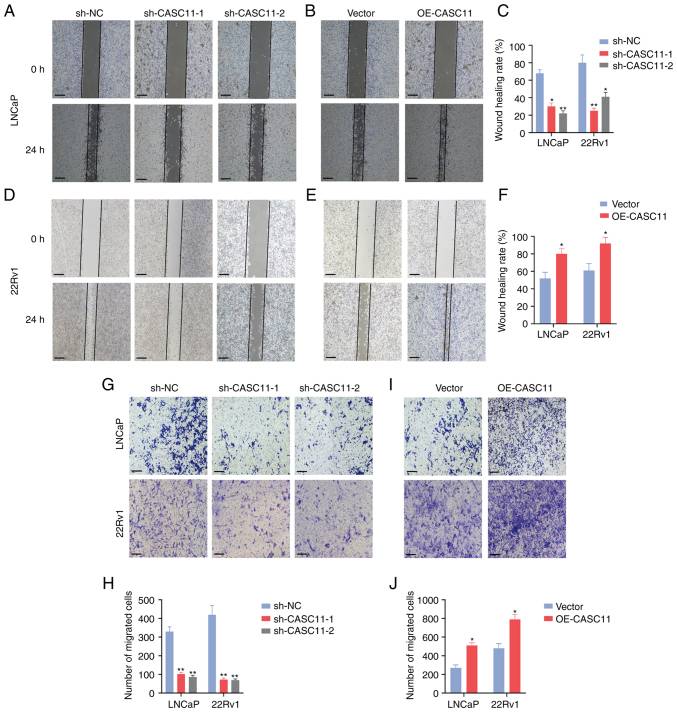 A sh-NC sh-CASC11-1 sh-CASC11-2
B Vector OE-CASC11
C
Wound healing rate (%)
100
80
60
40
20
0
* ** ** *
LNCaP 22Rv1
sh-NC
sh-CASC11-1
sh-CASC11-2
0 h
LNCaP
24 h
D
E
F
Wound healing rate (%)
100
80
60
40
20
0
* *
LNCaP 22Rv1
Vector
OE-CASC11
0 h
22Rv1
24 h
G sh-NC sh-CASC11-1 sh-CASC11-2
I Vector OE-CASC11
LNCaP
22Rv1
H
Number of migrated cells
500
400
300
200
100
0
** ** ** **
LNCaP 22Rv1
sh-NC
sh-CASC11-1
sh-CASC11-2
J
Number of migrated cells
1000
800
600
400
200
0
* *
LNCaP 22Rv1
Vector
OE-CASC11